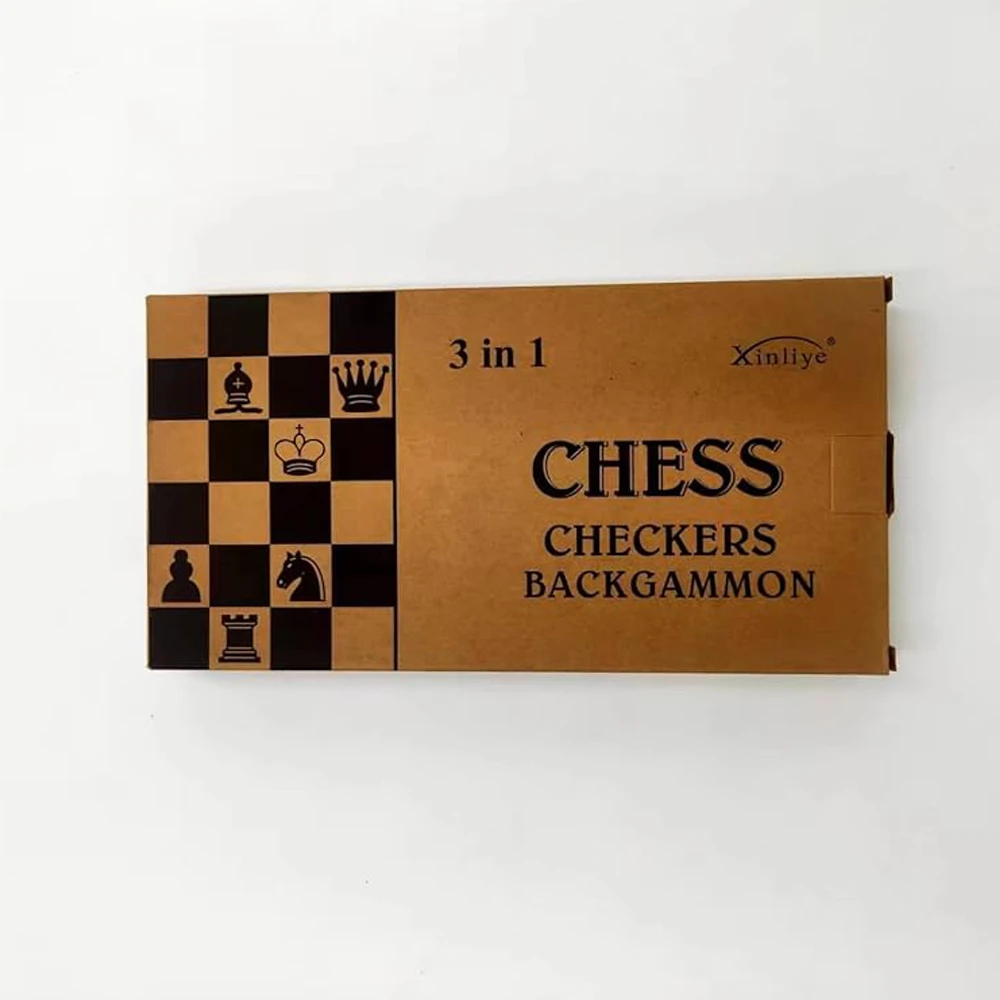 3 in 1
Xinliye®
CHESS
CHECKERS
BACKGAMMON